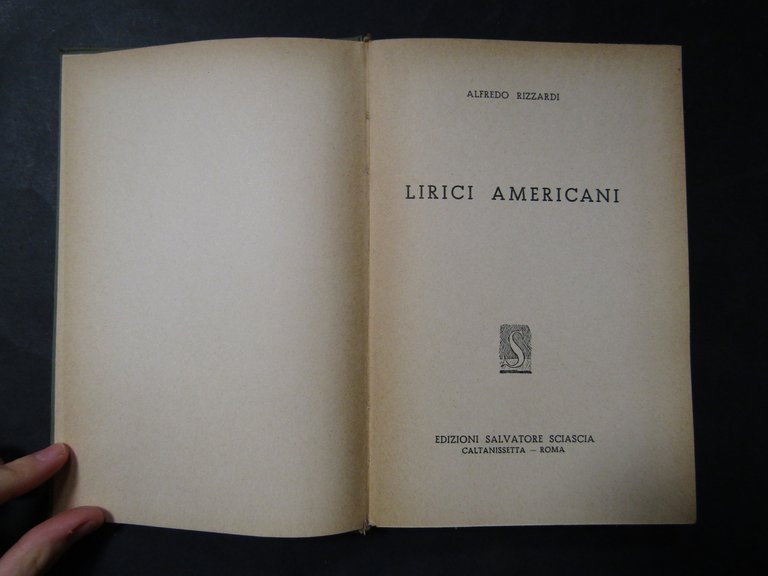 ALFREDO RIZZARDI
LIRICI AMERICANI
S
EDIZIONI SALVATORE SCIASCIA
CALTANISSETTA — ROMA